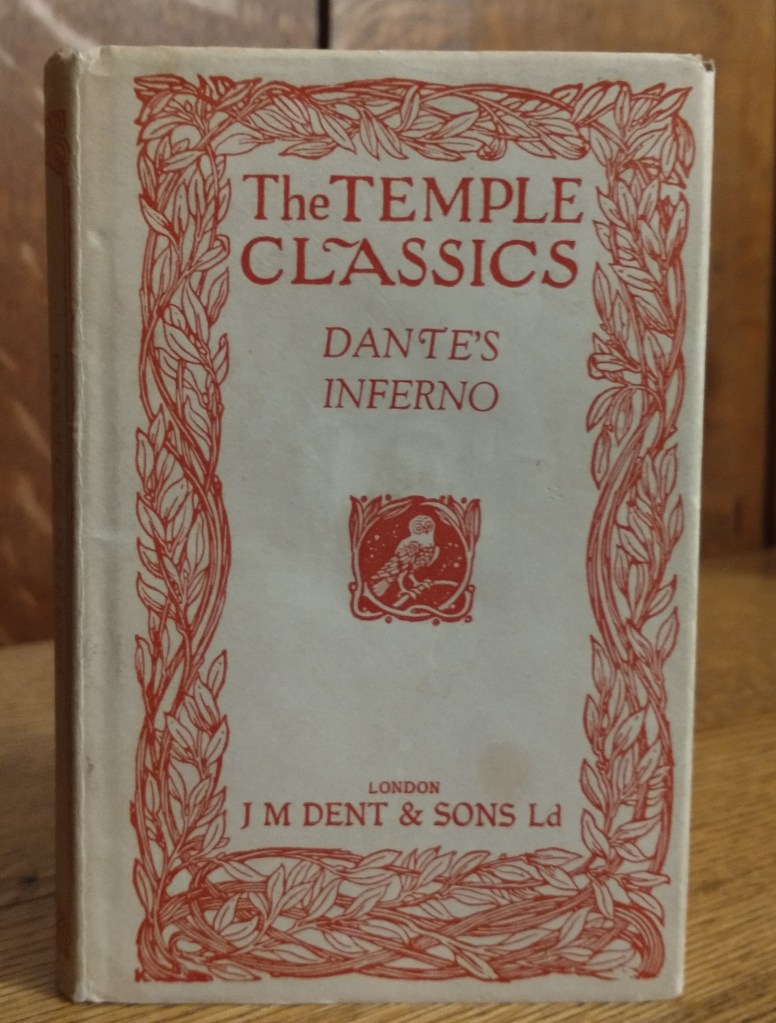 The TEMPLE
CLASSICS
DANTE'S
INFERNO
LONDON
J M DENT & SONS Ld